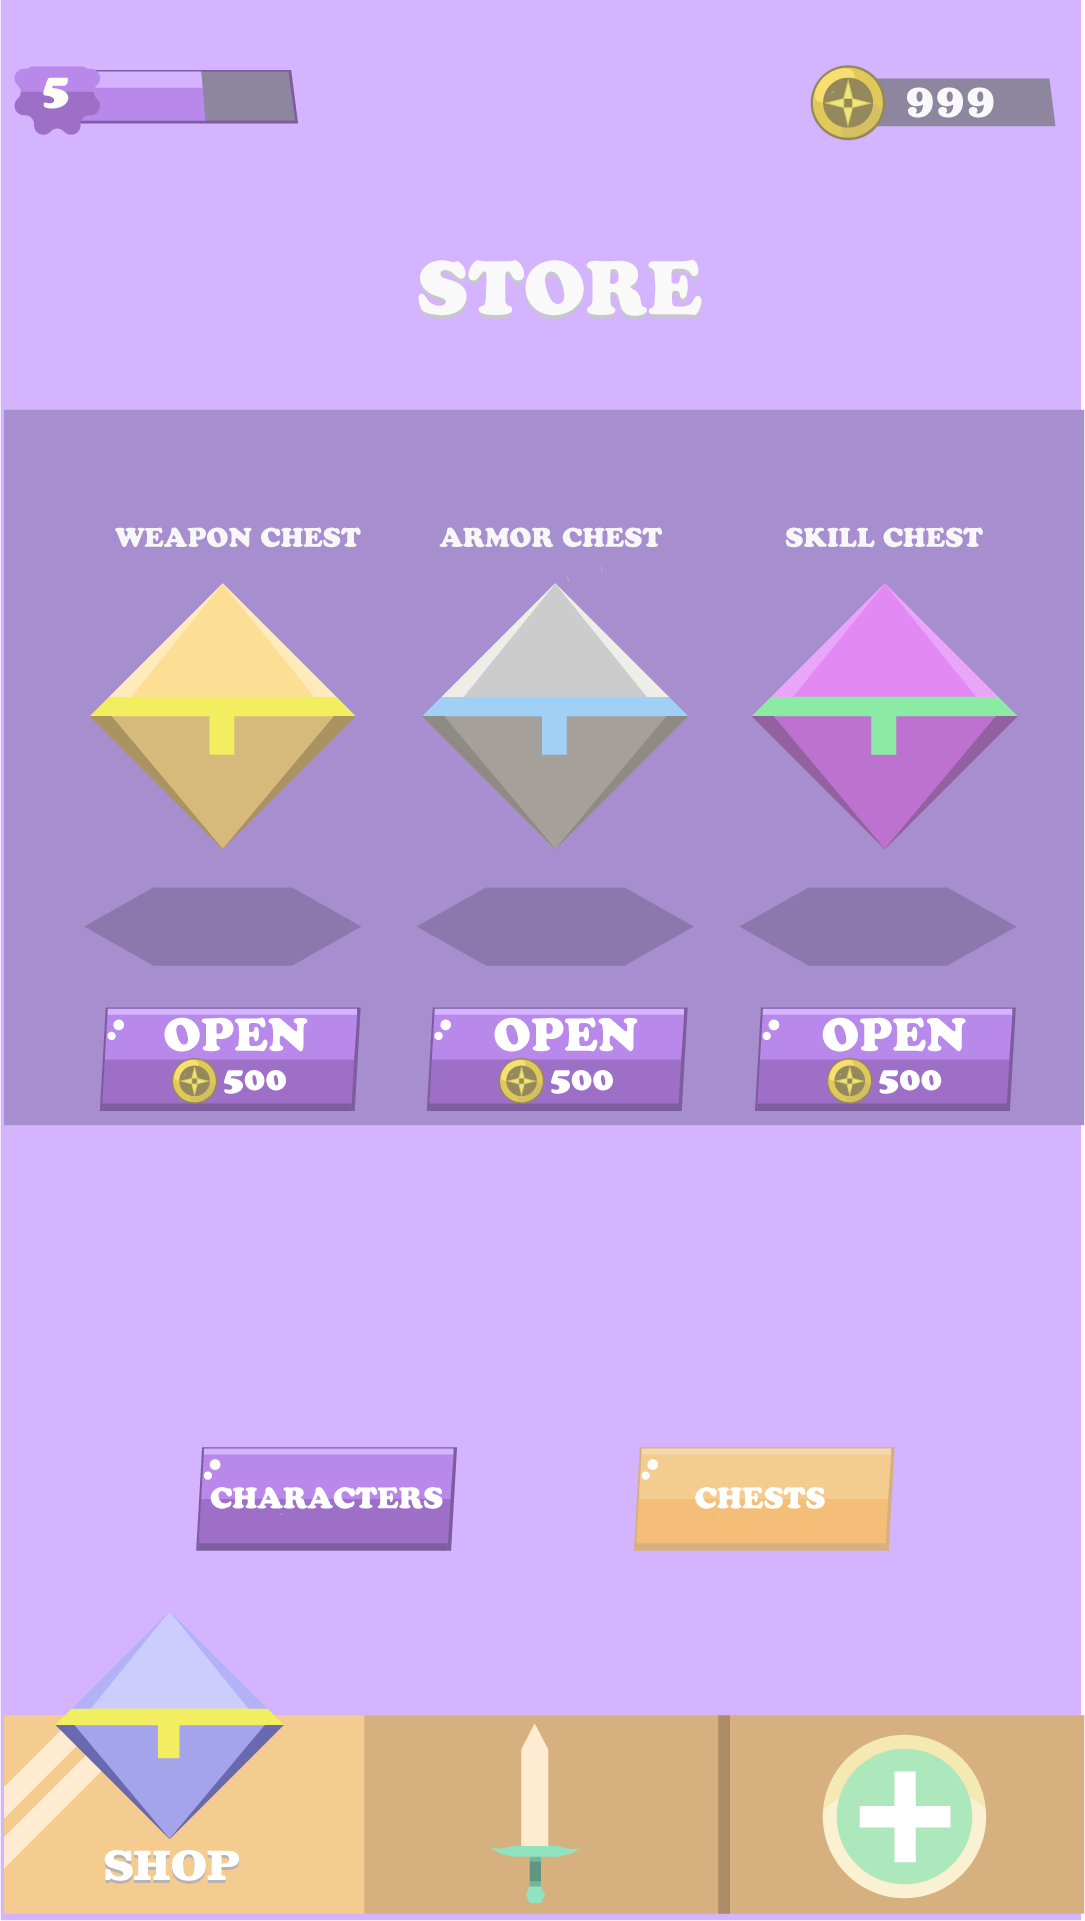 5
999
STORE
WEAPON CHEST
ARMOR CHEST
SKILL CHEST
OPEN
500
OPEN
500
OPEN
500
CHARACTERS
CHESTS
SHOP